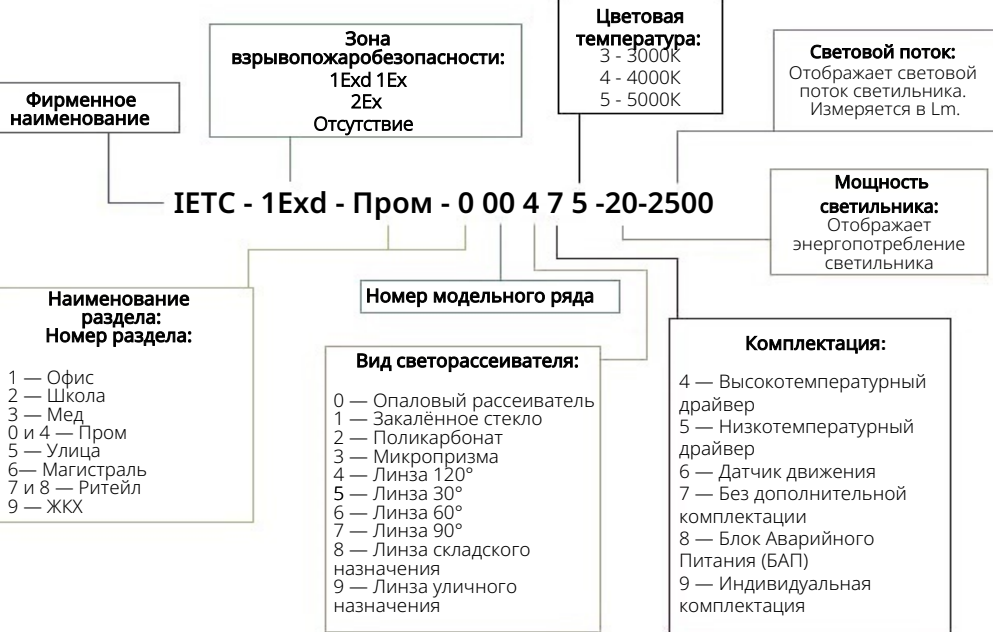 Фирменное
наименование
Зона
взрывопожаробезопасности:
1Exd 1Ex
2Ex
Отсутствие
Цветовая
температура:
3 - 3000К
4 - 4000К
5 - 5000К
Световой поток:
Отображает световой
поток светильника.
Измеряется в Lm.
IETC - 1Exd - Пром - 0 00 4 7 5 -20-2500
Мощность
светильника:
Отображает
энергопотребление
светильника
Наименование
раздела:
Номер раздела:
1 — Офис
2 — Школа
3 — Мед
0 и 4 — Пром
5 — Улица
6— Магистраль
7 и 8 — Ритейл
9 — ЖКХ
Номер модельного ряда
Вид светорассеивателя:
0 — Опаловый рассеиватель
1 — Закалённое стекло
2 — Поликарбонат
3 — Микропризма
4 — Линза 120°
5 — Линза 30°
6 — Линза 60°
7 — Линза 90°
8 — Линза складского
назначения
9 — Линза уличного
назначения
Комплектация:
4 — Высокотемпературный
драйвер
5 — Низкотемпературный
драйвер
6 — Датчик движения
7 — Без дополнительной
комплектации
8 — Блок Аварийного
Питания (БАП)
9 — Индивидуальная
комплектация